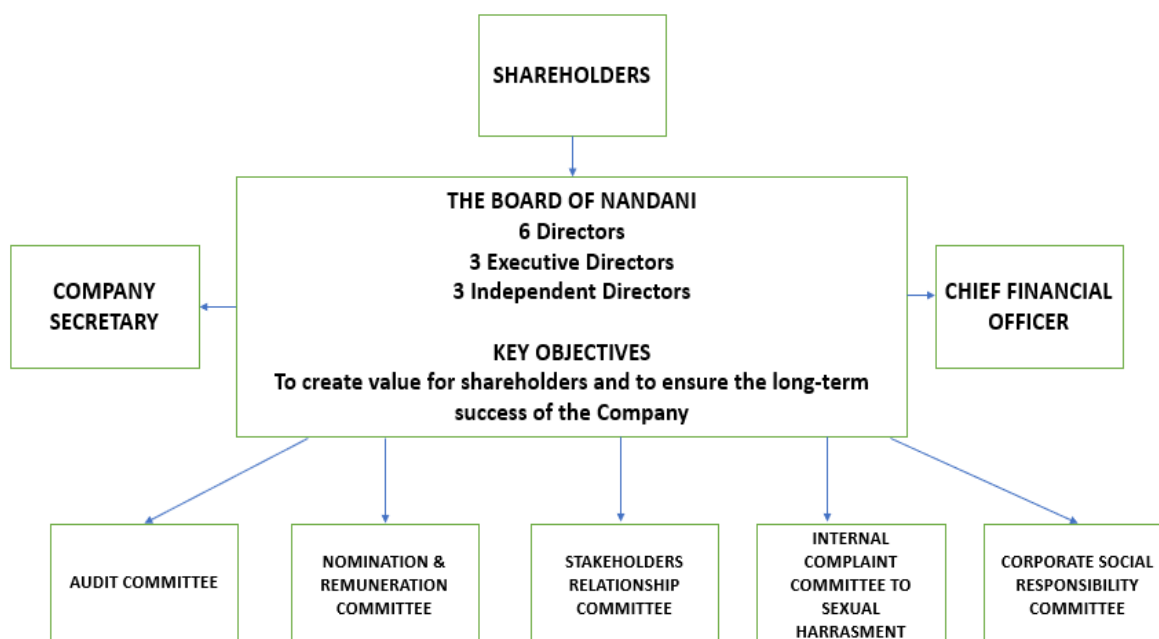 SHAREHOLDERS
THE BOARD OF NANDANI
6 Directors
3 Executive Directors
3 Independent Directors
KEY OBJECTIVES
To create value for shareholders and to ensure the long-term
success of the Company
COMPANY
SECRETARY
CHIEF FINANCIAL
OFFICER
AUDIT COMMITTEE
NOMINATION &
REMUNERATION
COMMITTEE
STAKEHOLDERS
RELATIONSHIP
COMMITTEE
INTERNAL
COMPLAINT
COMMITTEE TO
SEXUAL
HARRASMENT
CORPORATE SOCIAL
RESPONSIBILITY
COMMITTEE